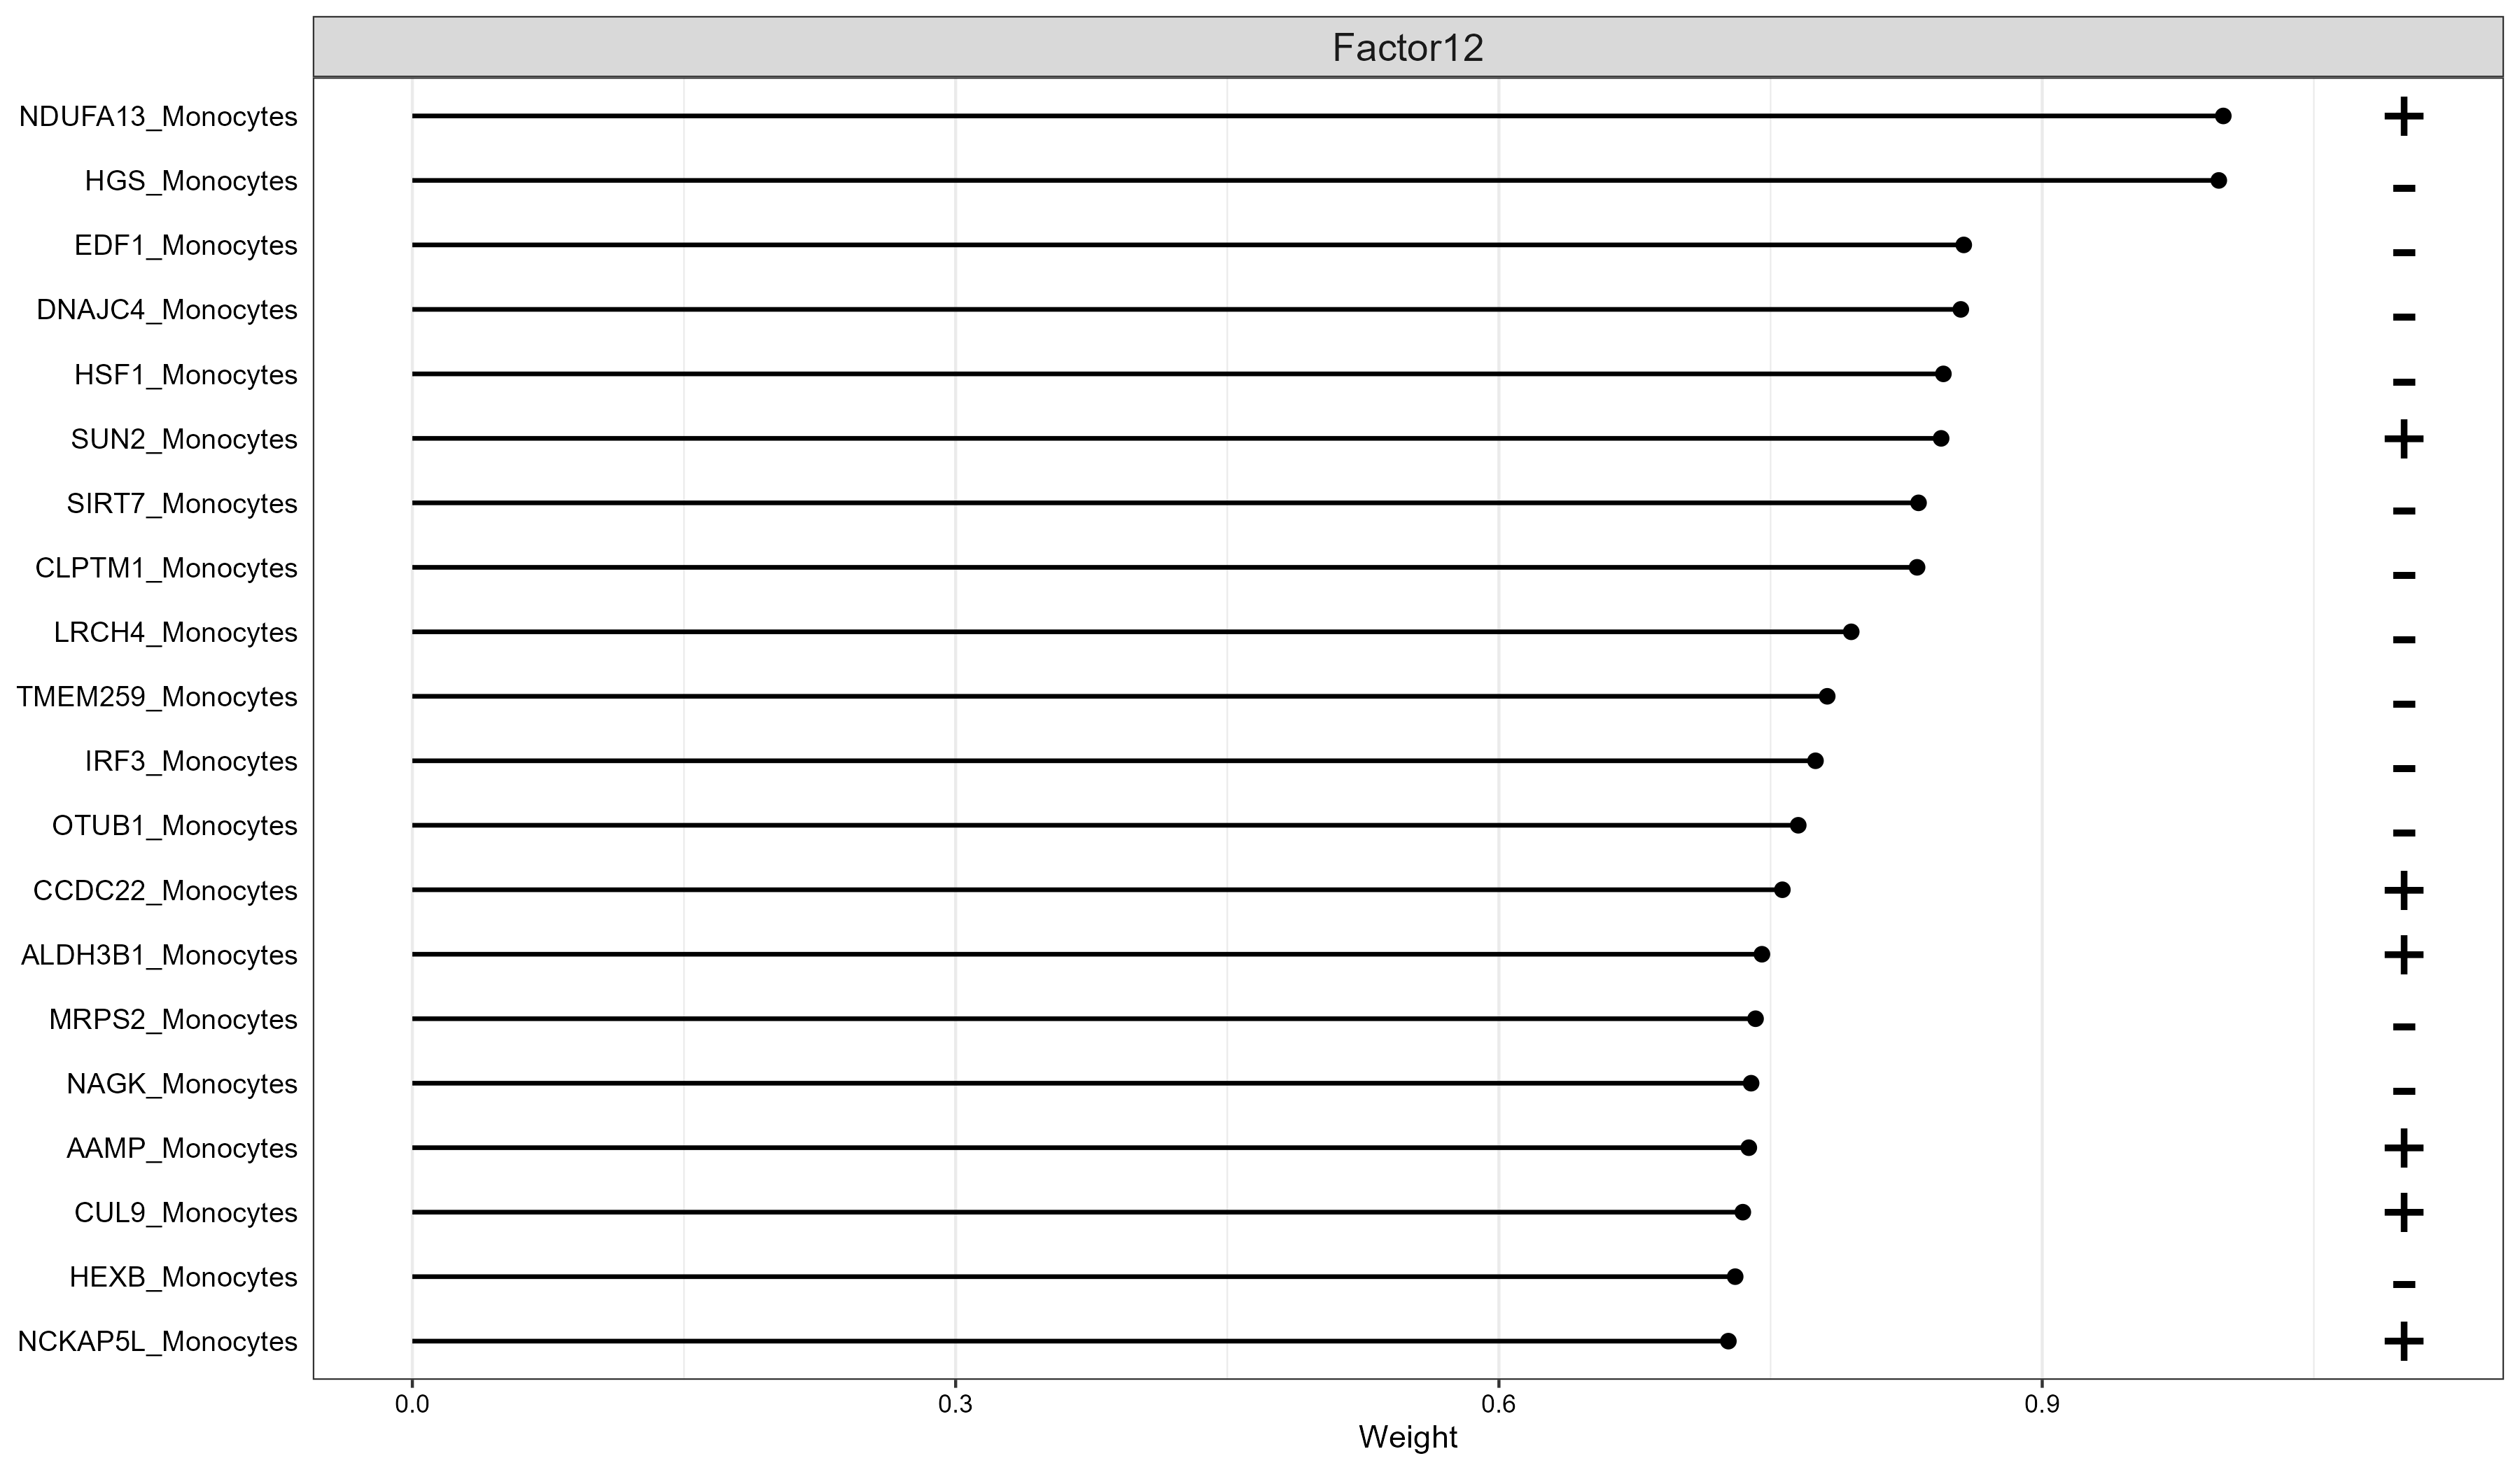 Factor12
NDUFA13_Monocytes +
HGS_Monocytes -
EDF1_Monocytes -
DNAJC4_Monocytes -
HSF1_Monocytes -
SUN2_Monocytes +
SIRT7_Monocytes -
CLPTM1_Monocytes -
LRCH4_Monocytes -
TMEM259_Monocytes -
IRF3_Monocytes -
OTUB1_Monocytes -
CCDC22_Monocytes +
ALDH3B1_Monocytes +
MRPS2_Monocytes -
NAGK_Monocytes -
AAMP_Monocytes +
CUL9_Monocytes +
HEXB_Monocytes -
NCKAP5L_Monocytes +
0.0 0.3 0.6 0.9
Weight